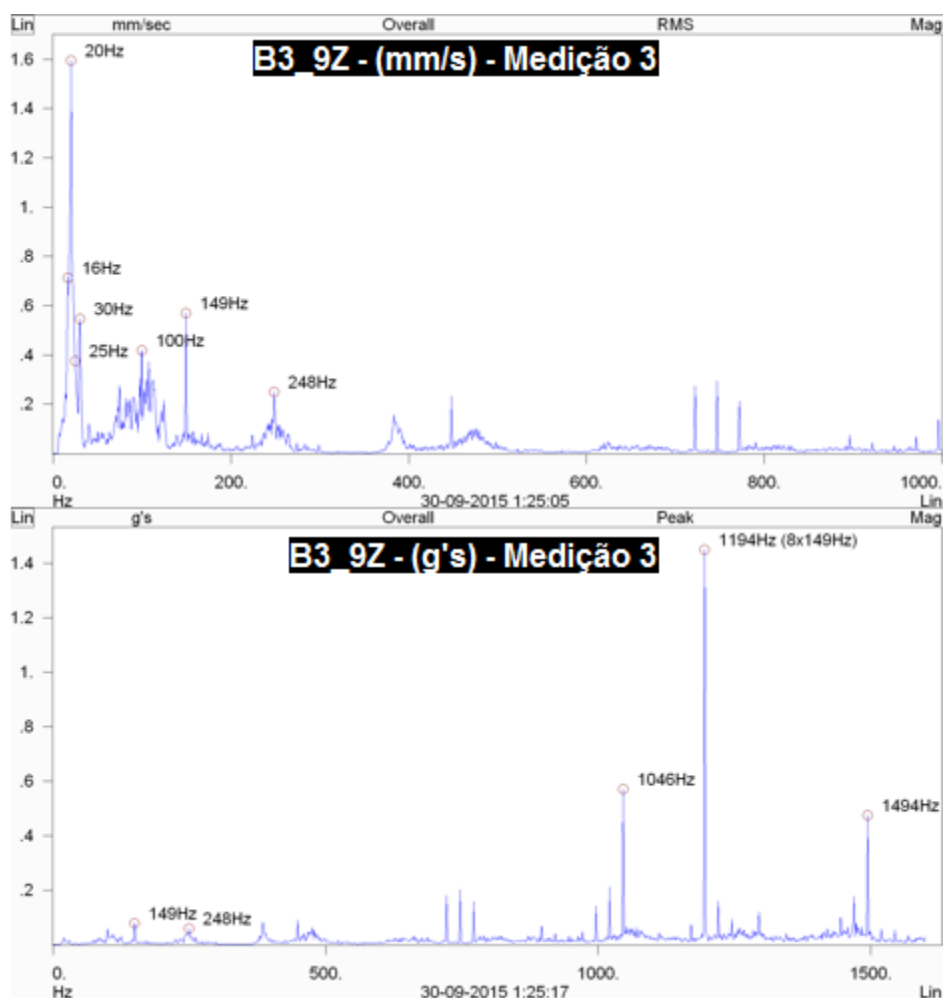 Lin mm/sec Overall RMS Mag
B3_9Z - (mm/s) - Medição 3
20Hz
1.6
1.4
1.2
1.
.8
16Hz
.6
30Hz
149Hz
100Hz
.4
25Hz
248Hz
.2
0. 200. 400. 600. 800. 1000.
Hz 30-09-2015 1:25:05 Lin
Lin g's Overall Peak Mag
B3_9Z - (g's) - Medição 3
1194Hz (8x149Hz)
1.4
1.2
1.
.8
.6
1046Hz
1494Hz
.4
.2
149Hz 248Hz
0. 500. 1000. 1500.
Hz 30-09-2015 1:25:17 Lin